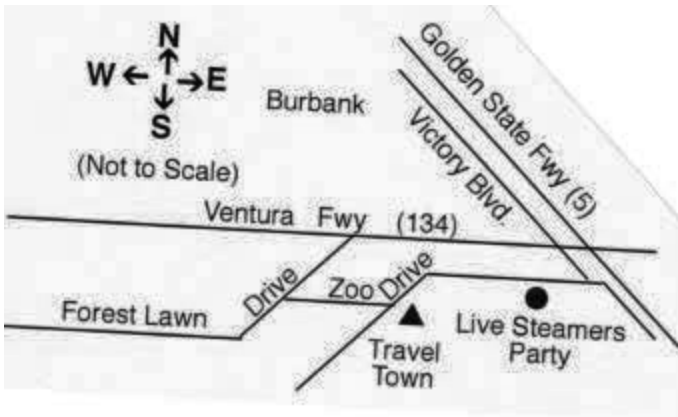 N
W E
S
(Not to Scale)
Burbank
Golden State Fwy (5)
Victory Blvd.
Ventura Fwy (134)
Forest Lawn Drive
Zoo Drive
Travel
Town
Live Steamers
Party